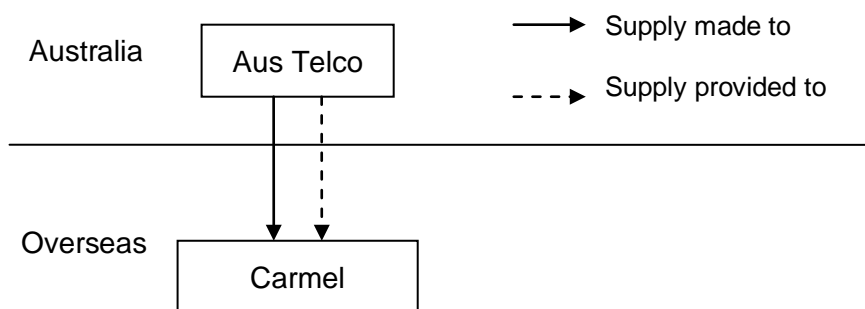 Australia
Aus Telco
Supply made to
Supply provided to
Overseas
Carmel